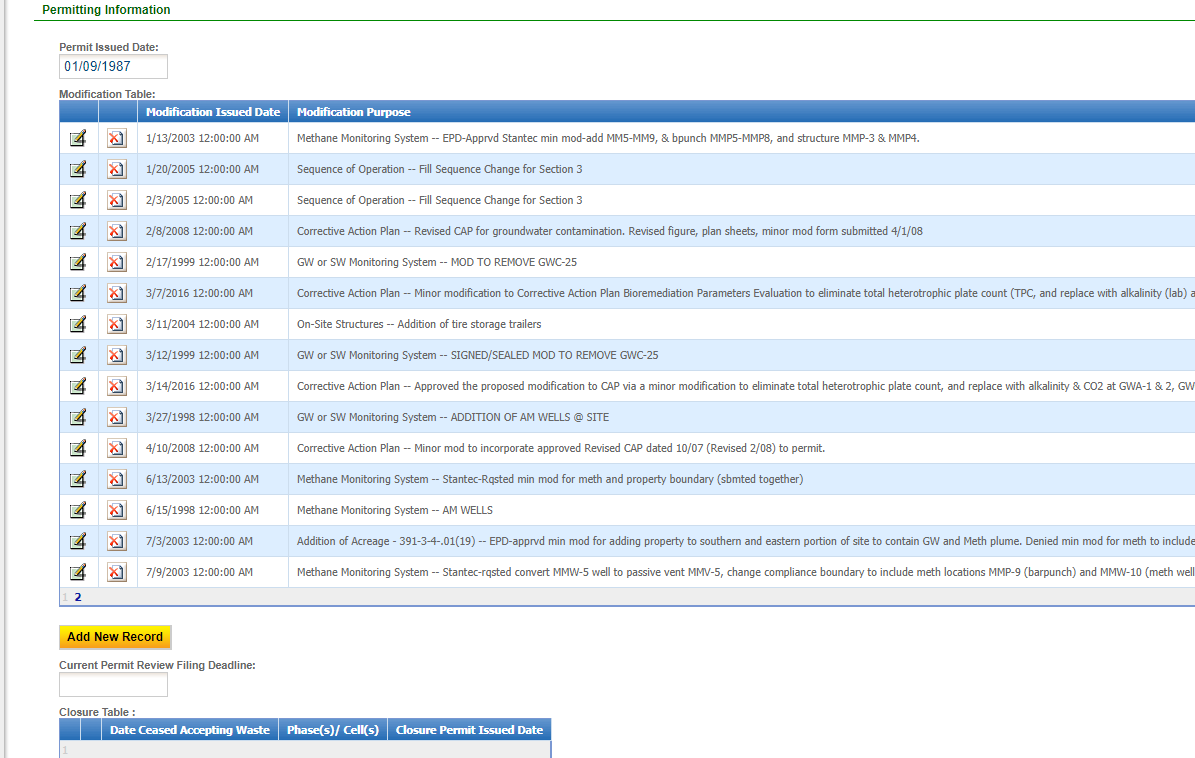 Permitting Information
Permit Issued Date:
01/09/1987
Modification Table:
Modification Issued Date Modification Purpose
1/13/2003 12:00:00 AM Methane Monitoring System -- EPD-Apprvd Stantec min mod-add MM5-MM9, & bpunch MMP5-MMP8, and structure MMP-3 & MMP4.
1/20/2005 12:00:00 AM Sequence of Operation -- Fill Sequence Change for Section 3
2/3/2005 12:00:00 AM Sequence of Operation -- Fill Sequence Change for Section 3
2/8/2008 12:00:00 AM Corrective Action Plan -- Revised CAP for groundwater contamination. Revised figure, plan sheets, minor mod form submitted 4/1/08
2/17/1999 12:00:00 AM GW or SW Monitoring System -- MOD TO REMOVE GWC-25
3/7/2016 12:00:00 AM Corrective Action Plan -- Minor modification to Corrective Action Plan Bioremediation Parameters Evaluation to eliminate total heterotrophic plate count (TPC, and replace with alkalinity (lab) a
3/11/2004 12:00:00 AM On-Site Structures -- Addition of tire storage trailers
3/12/1999 12:00:00 AM GW or SW Monitoring System -- SIGNED/SEALED MOD TO REMOVE GWC-25
3/14/2016 12:00:00 AM Corrective Action Plan -- Approved the proposed modification to CAP via a minor modification to eliminate total heterotrophic plate count, and replace with alkalinity & CO2 at GWA-1 & 2, GW
3/27/1998 12:00:00 AM GW or SW Monitoring System -- ADDITION OF AM WELLS @ SITE
4/10/2008 12:00:00 AM Corrective Action Plan -- Minor mod to incorporate approved Revised CAP dated 10/07 (Revised 2/08) to permit.
6/13/2003 12:00:00 AM Methane Monitoring System -- Stantec-Rqsted min mod for meth and property boundary (sbmted together)
6/15/1998 12:00:00 AM Methane Monitoring System -- AM WELLS
7/3/2003 12:00:00 AM Addition of Acreage - 391-3-4-.01(19) -- EPD-apprvd min mod for adding property to southern and eastern portion of site to contain GW and Meth plume. Denied min mod for meth to include
7/9/2003 12:00:00 AM Methane Monitoring System -- Stantec-rqsted convert MMW-5 well to passive vent MMV-5, change compliance boundary to include meth locations MMP-9 (barpunch) and MMW-10 (meth well
1 2
Add New Record
Current Permit Review Filing Deadline:
Closure Table :
Date Ceased Accepting Waste Phase(s)/ Cell(s) Closure Permit Issued Date
1